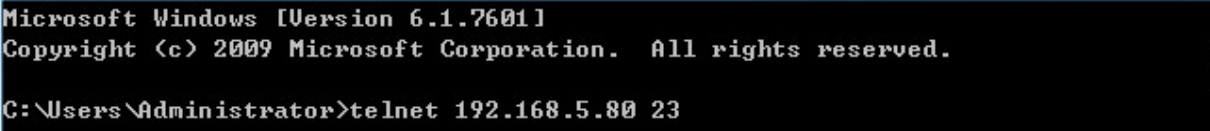 Microsoft Windows [Version 6.1.7601]
Copyright (c) 2009 Microsoft Corporation.  All rights reserved.
C:\Users\Administrator>telnet 192.168.5.80 23